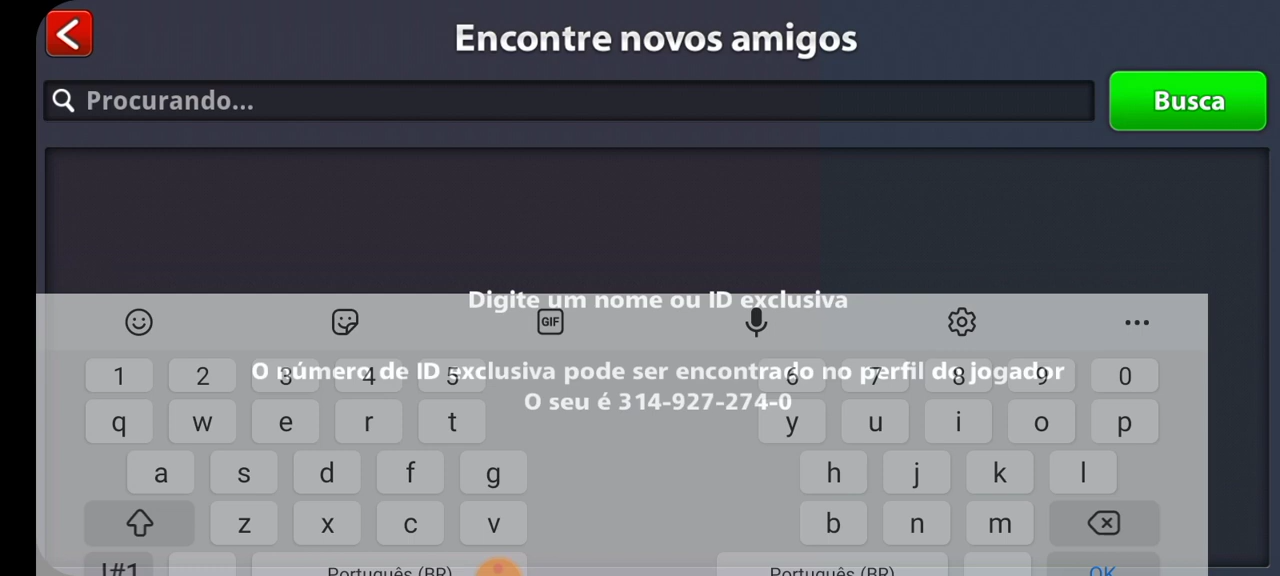 Encontre novos amigos
Procurando...
Busca
Digite um nome ou ID exclusiva
GIF
O número de ID exclusiva pode ser encontrado no perfil do jogador
O seu é 314-927-274-0
1 2 3 4 5 6 7 8 9 0
q w e r t y u i o p
a s d f g h j k l
z x c v b n m
!#1 Português (BR) Português (BR) OK